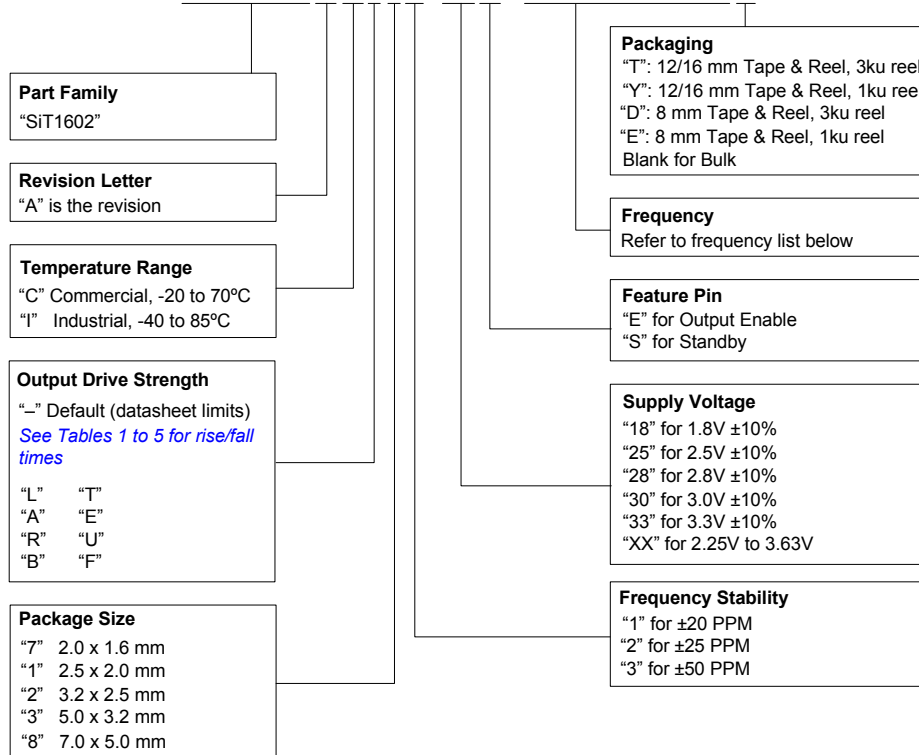 Part Family
“SiT1602”
Revision Letter
“A” is the revision
Temperature Range
“C” Commercial, -20 to 70ºC
“I” Industrial, -40 to 85ºC
Output Drive Strength
“–” Default (datasheet limits)
See Tables 1 to 5 for rise/fall
times
“L” “T”
“A” “E”
“R” “U”
“B” “F”
Package Size
“7” 2.0 x 1.6 mm
“1” 2.5 x 2.0 mm
“2” 3.2 x 2.5 mm
“3” 5.0 x 3.2 mm
“8” 7.0 x 5.0 mm
Packaging
“T”: 12/16 mm Tape & Reel, 3ku reel
“Y”: 12/16 mm Tape & Reel, 1ku reel
“D”: 8 mm Tape & Reel, 3ku reel
“E”: 8 mm Tape & Reel, 1ku reel
Blank for Bulk
Frequency
Refer to frequency list below
Feature Pin
“E” for Output Enable
“S” for Standby
Supply Voltage
“18” for 1.8V ±10%
“25” for 2.5V ±10%
“28” for 2.8V ±10%
“30” for 3.0V ±10%
“33” for 3.3V ±10%
“XX” for 2.25V to 3.63V
Frequency Stability
“1” for ±20 PPM
“2” for ±25 PPM
“3” for ±50 PPM